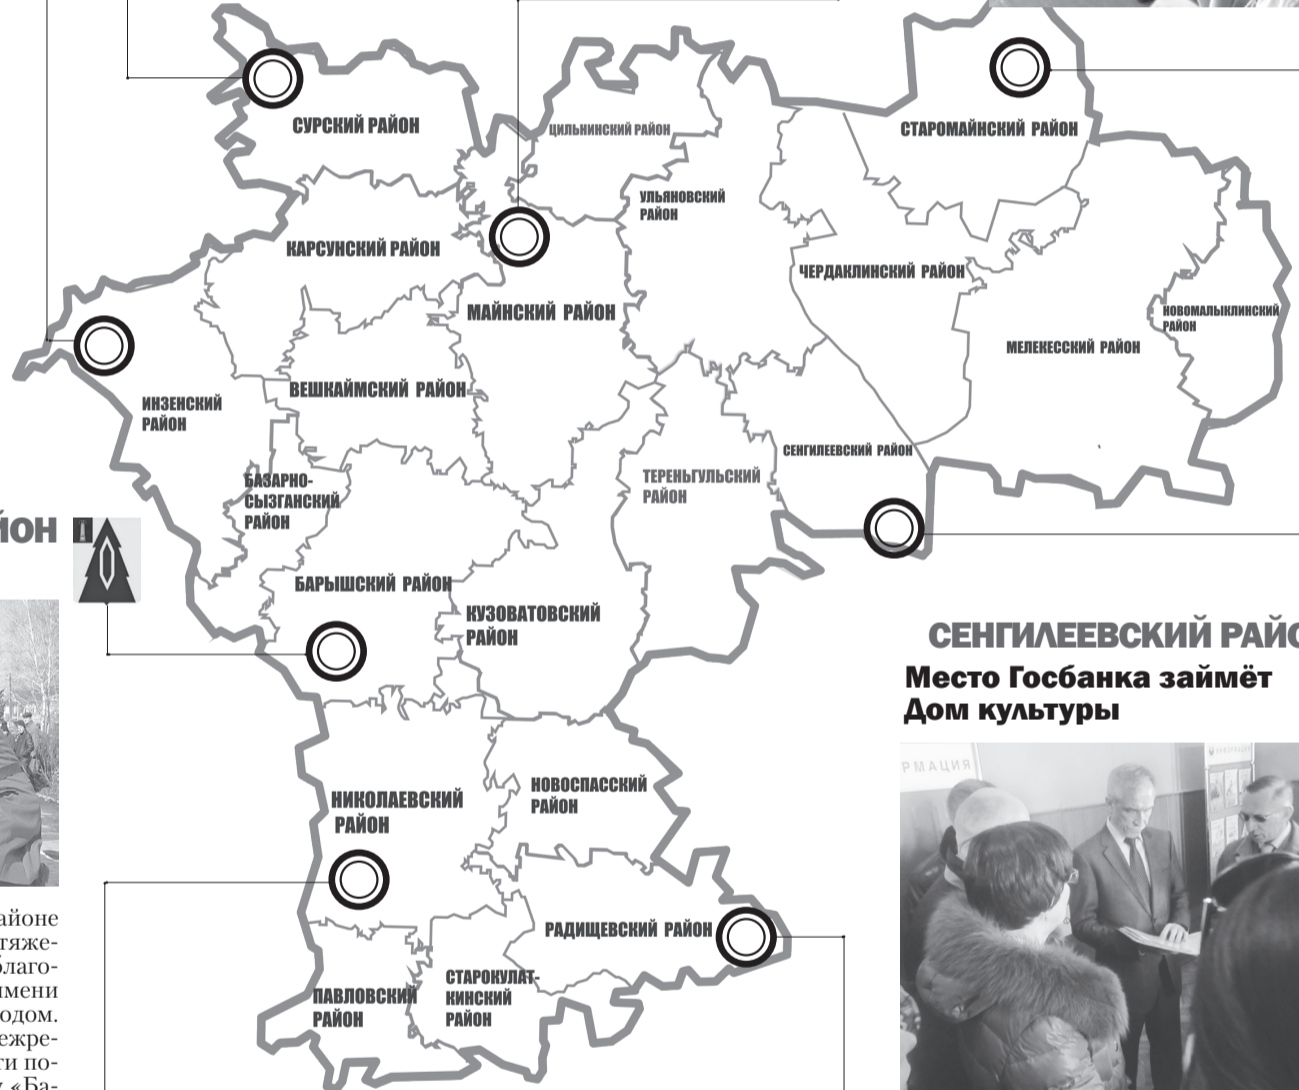 СУРСКИЙ РАЙОН
ЦИЛЬНИНСКИЙ РАЙОН
СТАРОМАЙНСКИЙ РАЙОН
УЛЬЯНОВСКИЙ
РАЙОН
КАРСУНСКИЙ РАЙОН
ЧЕРДАКЛИНСКИЙ РАЙОН
МАЙНСКИЙ РАЙОН
НОВОМАЛЫКЛИНСКИЙ
РАЙОН
МЕЛЕКЕССКИЙ РАЙОН
ВЕШКАЙМСКИЙ РАЙОН
ИНЗЕНСКИЙ
РАЙОН
СЕНГИЛЕЕВСКИЙ РАЙОН
ТЕРЕНЬГУЛЬСКИЙ
РАЙОН
БАЗАРНО-
СЫЗГАНСКИЙ
РАЙОН
ЙОН
БАРЫШСКИЙ РАЙОН
КУЗОВАТОВСКИЙ
РАЙОН
НИКОЛАЕВСКИЙ
РАЙОН
НОВОСПАССКИЙ
РАЙОН
РАДИЩЕВСКИЙ РАЙОН
ПАВЛОВСКИЙ
РАЙОН
СТАРОКУЛАТ-
КИНСКИЙ
РАЙОН
СЕНГИЛЕЕВСКИЙ РАЙО
Место Госбанка займёт
Дом культуры
РМАЦИЯ
айоне
тяже-
благо-
имени
одом.
ежре-
ти по-
«Ба-